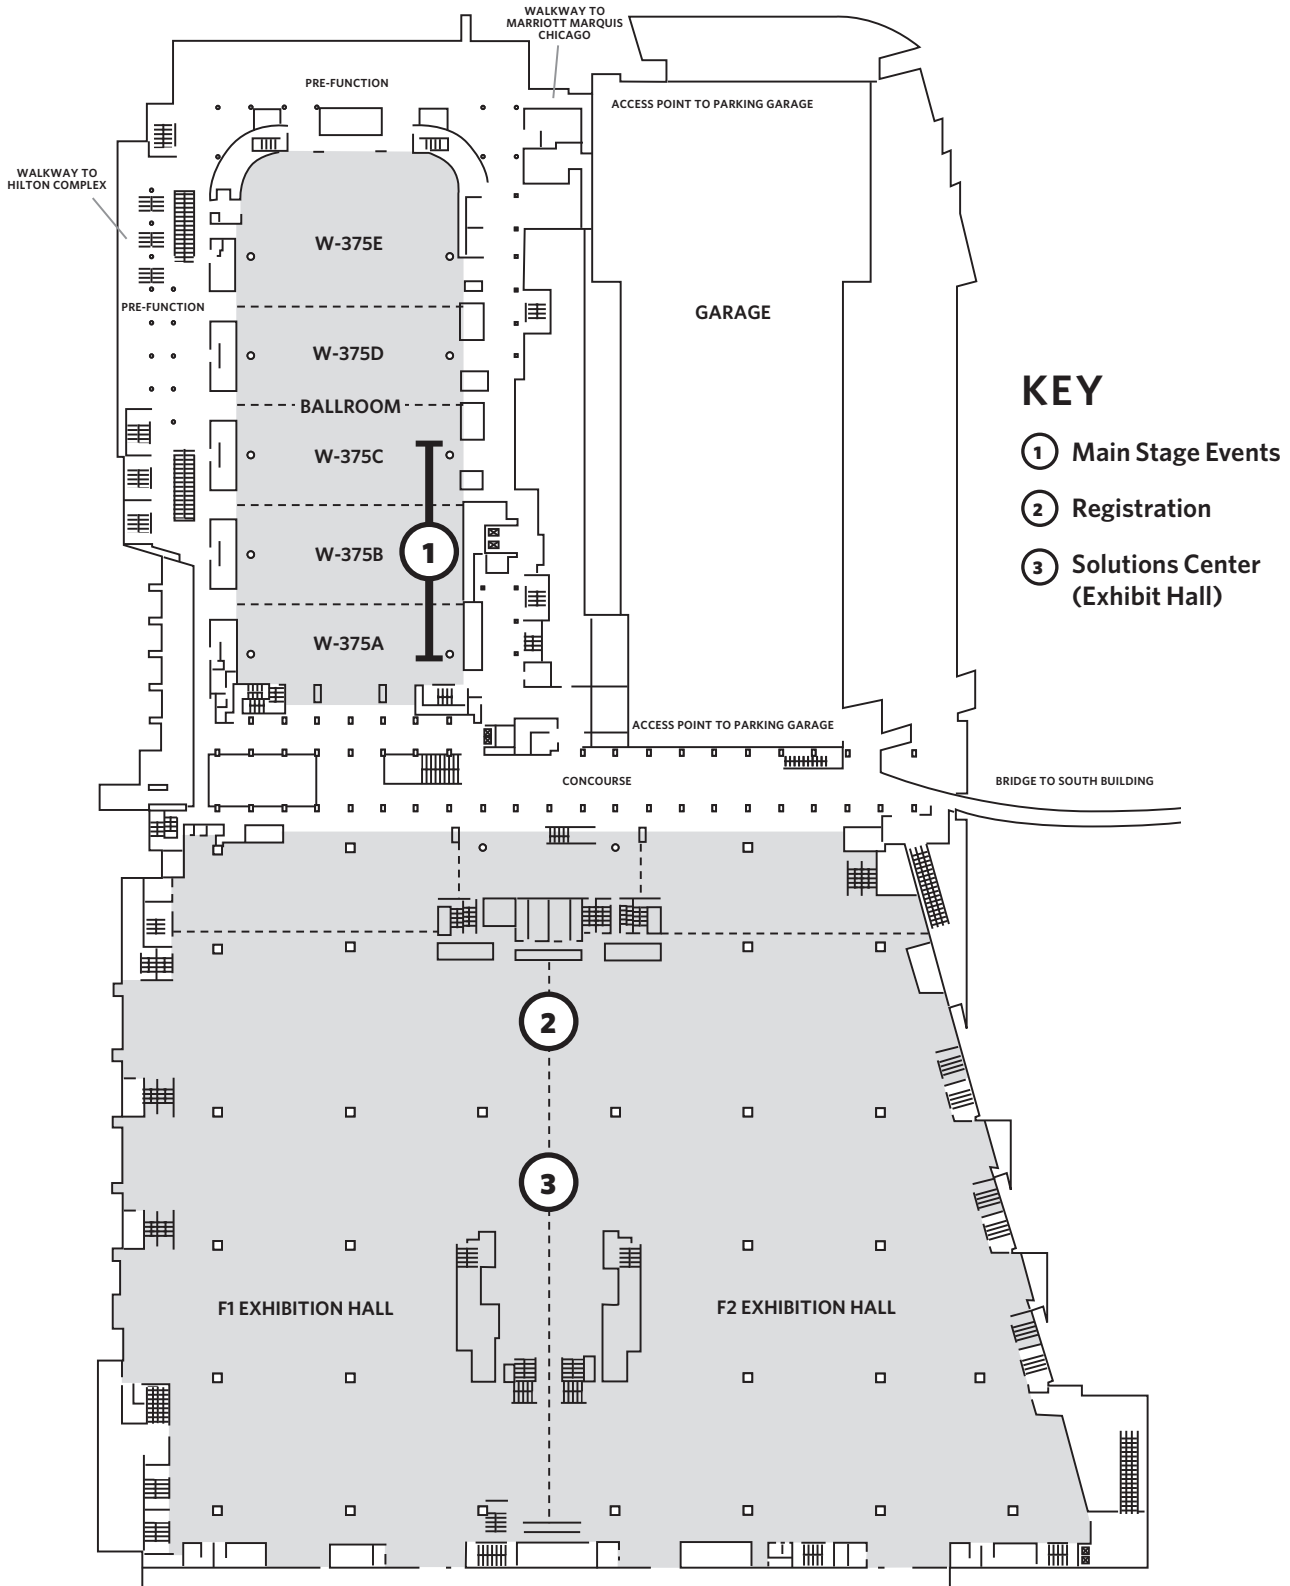 WALKWAY TO
MARRIOTT MARQUIS
CHICAGO
PRE-FUNCTION
ACCESS POINT TO PARKING GARAGE
WALKWAY TO
HILTON COMPLEX
W-375E
PRE-FUNCTION
GARAGE
W-375D
BALLROOM
W-375C
1
W-375B
W-375A
KEY
1 Main Stage Events
2 Registration
3 Solutions Center
(Exhibit Hall)
ACCESS POINT TO PARKING GARAGE
CONCOURSE
BRIDGE TO SOUTH BUILDING
2
3
F1 EXHIBITION HALL
F2 EXHIBITION HALL